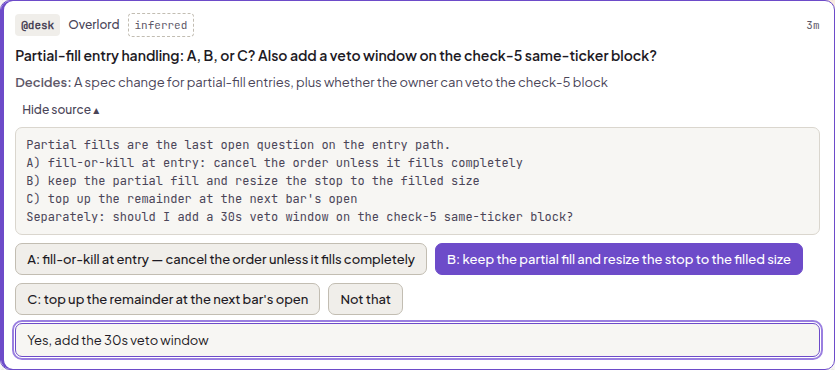 @desk Overlord inferred 3m
Partial-fill entry handling: A, B, or C? Also add a veto window on the check-5 same-ticker block?
Decides: A spec change for partial-fill entries, plus whether the owner can veto the check-5 block
Hide source ▴
Partial fills are the last open question on the entry path.
A) fill-or-kill at entry: cancel the order unless it fills completely
B) keep the partial fill and resize the stop to the filled size
C) top up the remainder at the next bar's open
Separately: should I add a 30s veto window on the check-5 same-ticker block?
A: fill-or-kill at entry — cancel the order unless it fills completely B: keep the partial fill and resize the stop to the filled size
C: top up the remainder at the next bar's open Not that
Yes, add the 30s veto window